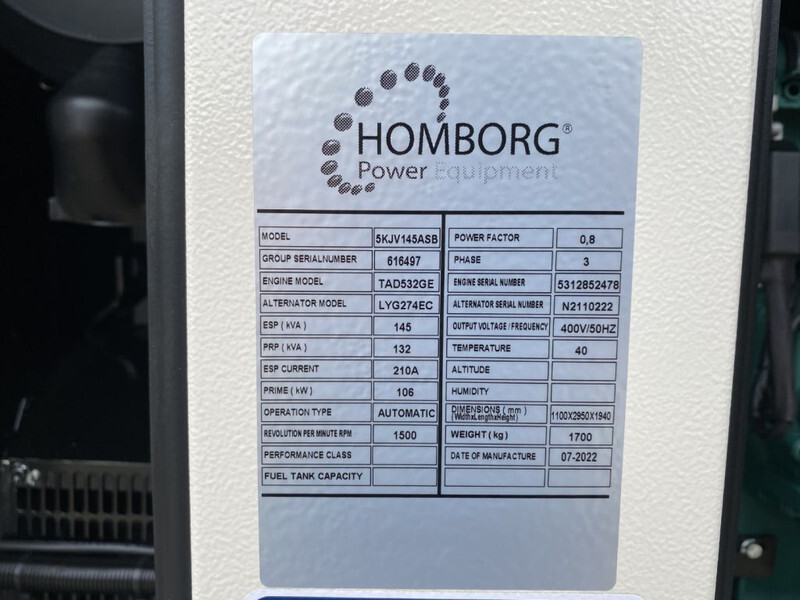 HOMBORG®
Power Equipment
MODEL 5KJV145ASB
GROUP SERIALNUMBER 616497
ENGINE MODEL TAD532GE
ALTERNATOR MODEL LYG274EC
ESP ( kVA ) 145
PRP ( kVA ) 132
ESP CURRENT 210A
PRIME ( kW ) 106
OPERATION TYPE AUTOMATIC
REVOLUTION PER MINUTE RPM 1500
PERFORMANCE CLASS
FUEL TANK CAPACITY
POWER FACTOR 0,8
PHASE 3
ENGINE SERIAL NUMBER 5312852478
ALTERNATOR SERIAL NUMBER N2110222
OUTPUT VOLTAGE / FREQUENCY 400V/50HZ
TEMPERATURE 40
ALTITUDE
HUMIDITY
DIMENSIONS ( mm )
(WidthxLengthxHeight) 1100X2950X1940
WEIGHT ( kg ) 1700
DATE OF MANUFACTURE 07-2022